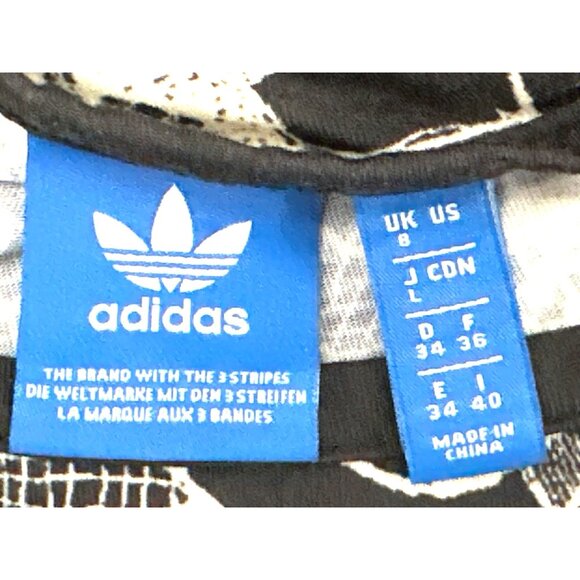 adidas
THE BRAND WITH THE 3 STRIPES
DIE WELTMARKE MIT DEN 3 STREIFEN
LA MARQUE AUX 3 BANDES
UK US
8
J CDN
L
D F
34 36
E I
34 40
MADE IN
CHINA